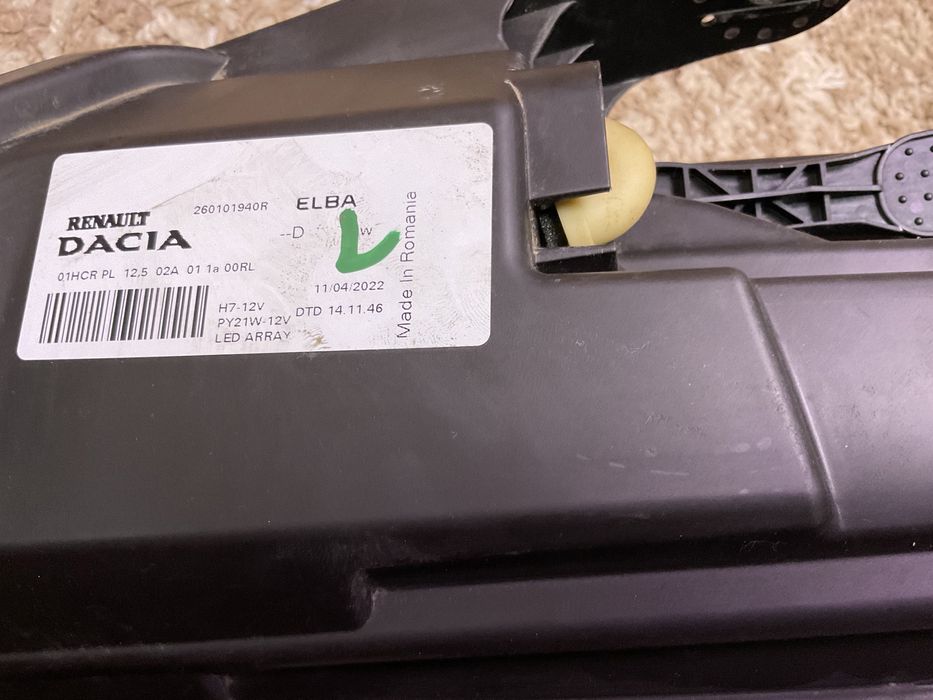 RENAULT
DACIA
260101940R
ELBA
--D
W
L
01HCR PL 12,5 02A 01 1a 00RL
11/04/2022
H7-12V
PY21W-12V
LED ARRAY
DTD 14.11.46
Made In Romania